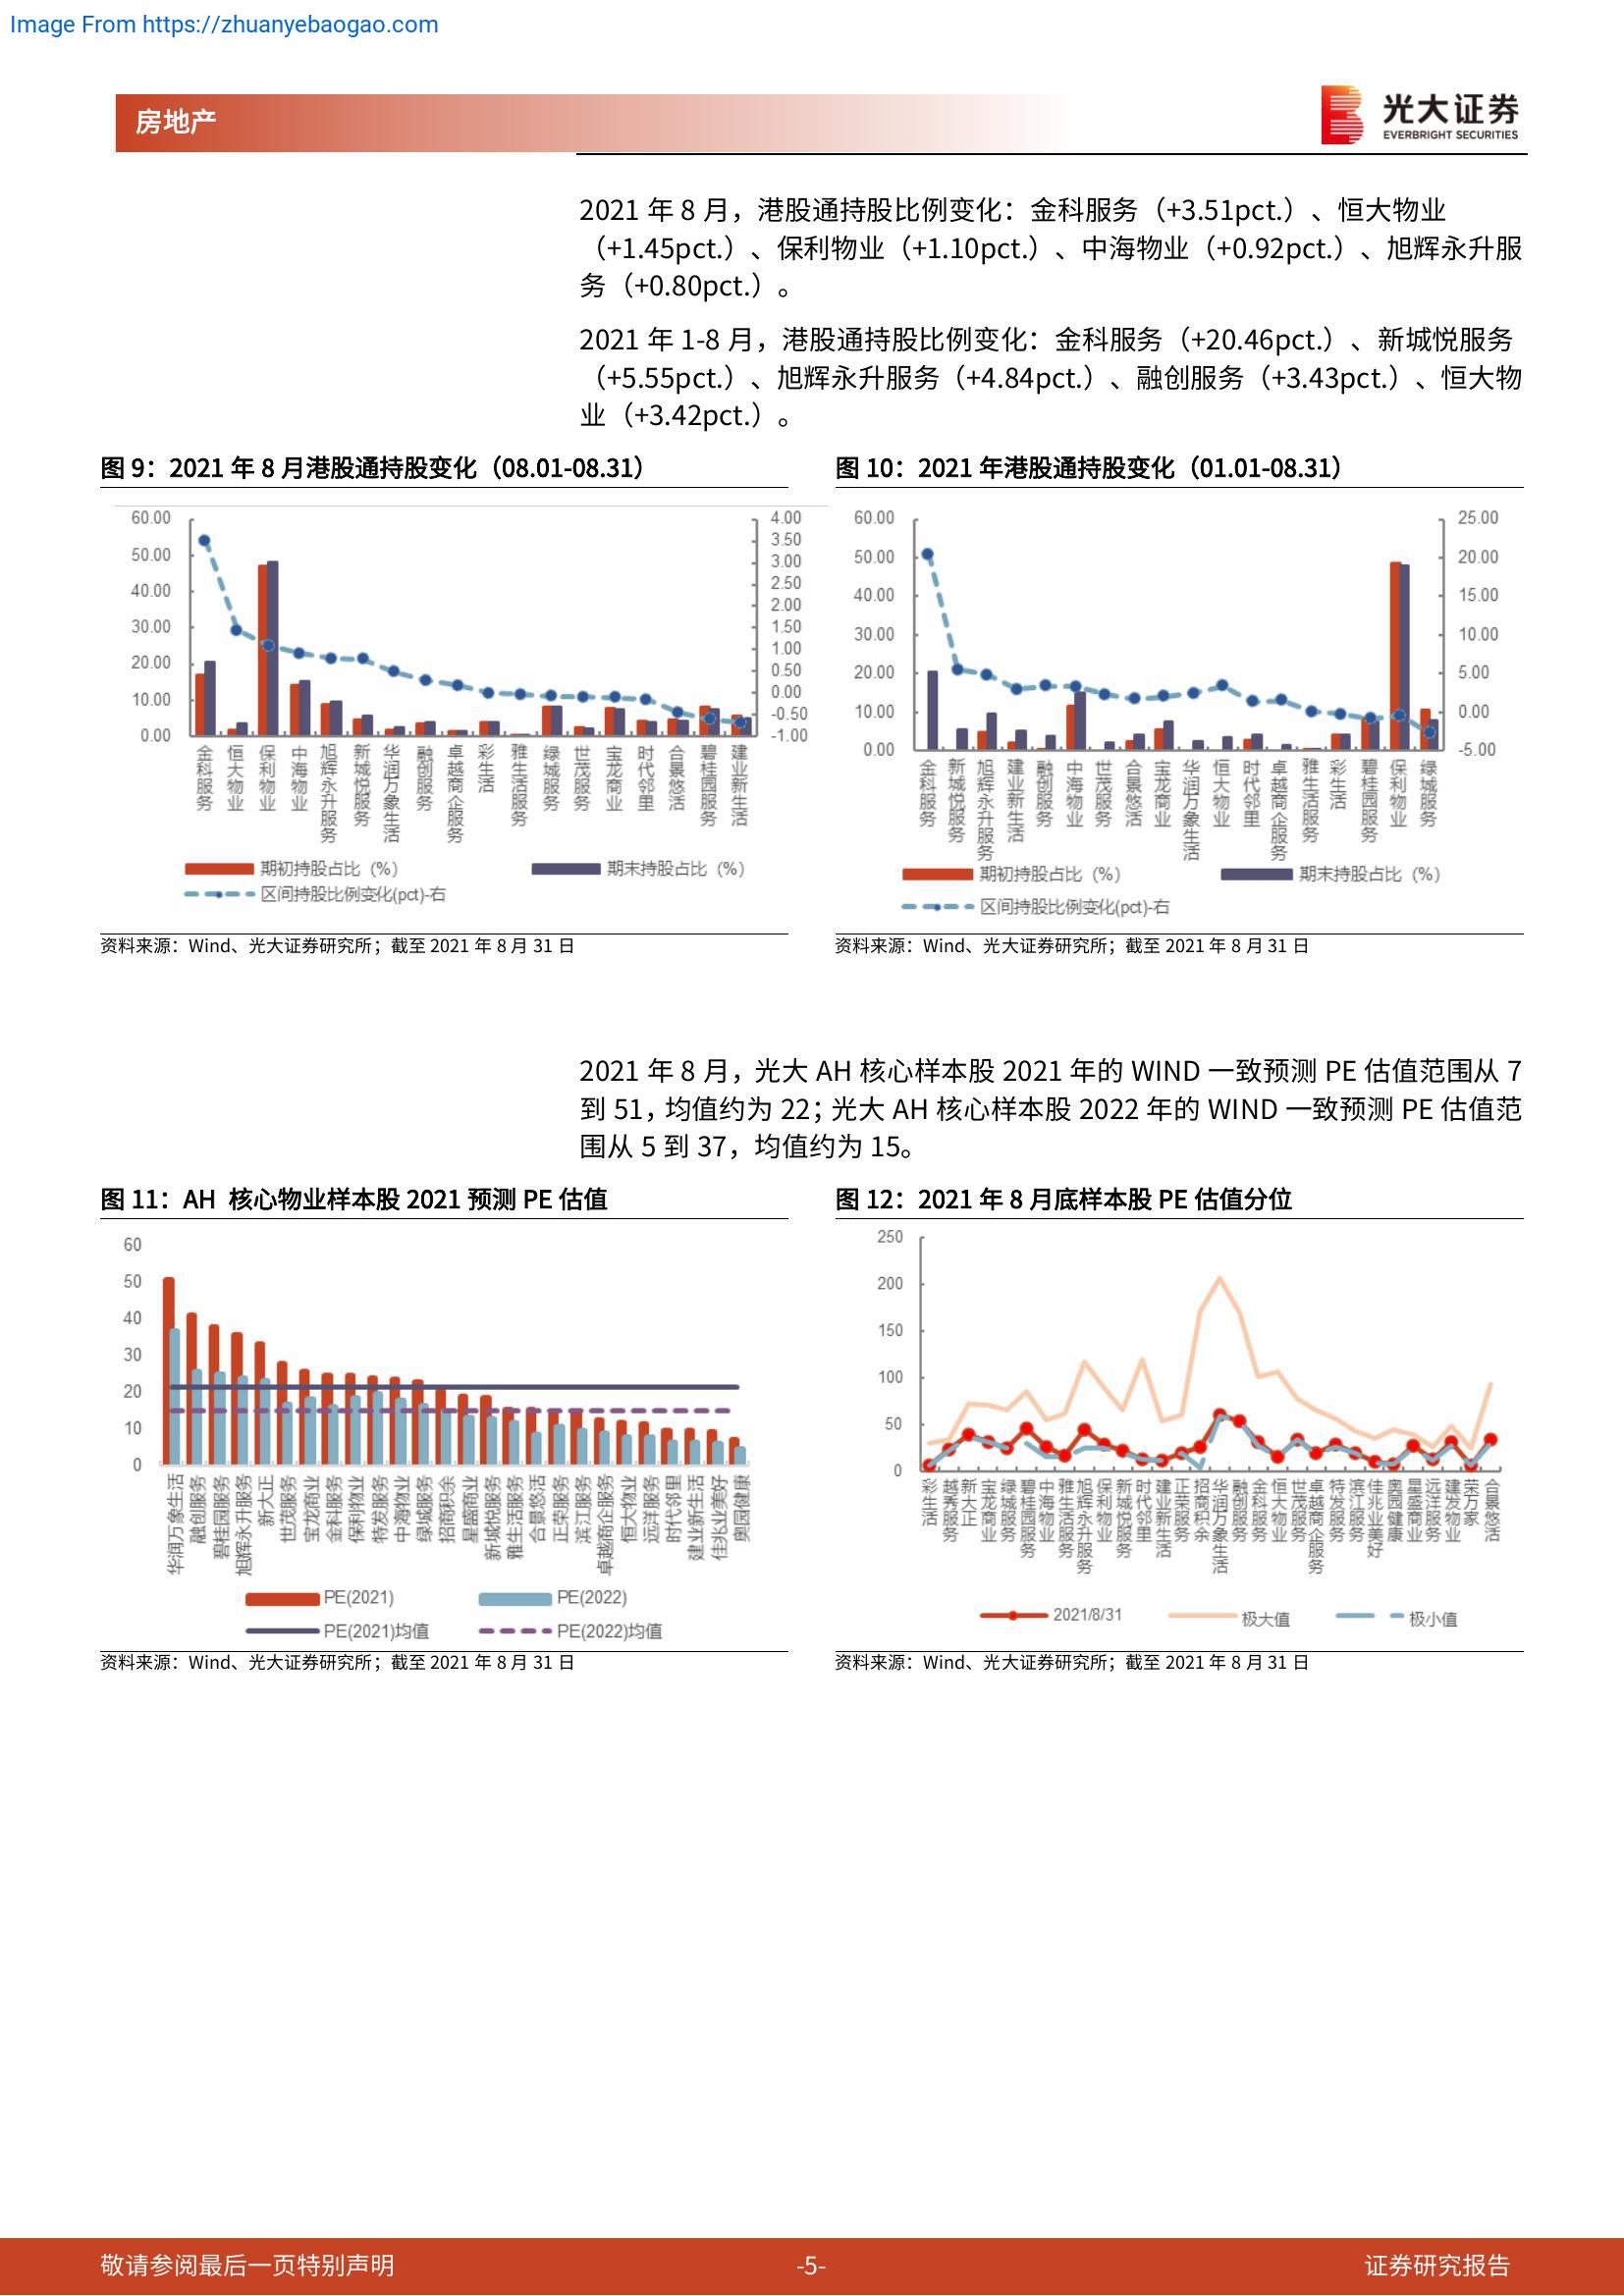 Image From https://zhuanyebaogao.com
房地产
光大证券
EVERBRIGHT SECURITIES
2021 年 8 月，港股通持股比例变化：金科服务（+3.51pct.）、恒大物业
（+1.45pct.）、保利物业（+1.10pct.）、中海物业（+0.92pct.）、旭辉永升服
务（+0.80pct.）。
2021 年 1-8 月，港股通持股比例变化：金科服务（+20.46pct.）、新城悦服务
（+5.55pct.）、旭辉永升服务（+4.84pct.）、融创服务（+3.43pct.）、恒大物
业（+3.42pct.）。
图 9：2021 年 8 月港股通持股变化（08.01-08.31）
60.00
50.00
40.00
30.00
20.00
10.00
0.00
4.00
3.50
3.00
2.50
2.00
1.50
1.00
0.50
0.00
-0.50
-1.00
金科服务
恒大物业
保利物业
中海物业
旭辉永升服务
新城悦服务
华润万象生活
融创服务
卓越商企服务
彩生活
雅生活服务
绿城服务
世茂服务
宝龙商业
时代邻里
合景悠活
碧桂园服务
建业新生活
期初持股占比（%）
期末持股占比（%）
区间持股比例变化(pct)-右
资料来源：Wind、光大证券研究所；截至 2021 年 8 月 31 日
图 10：2021 年港股通持股变化（01.01-08.31）
60.00
50.00
40.00
30.00
20.00
10.00
0.00
25.00
20.00
15.00
10.00
5.00
0.00
-5.00
金科服务
新城悦服务
旭辉永升服务
建业新生活
融创服务
中海物业
世茂服务
合景悠活
宝龙商业
华润万象生活
恒大物业
时代邻里
卓越商企服务
雅生活服务
彩生活
碧桂园服务
保利物业
绿城服务
期初持股占比（%）
期末持股占比（%）
区间持股比例变化(pct)-右
资料来源：Wind、光大证券研究所；截至 2021 年 8 月 31 日
2021 年 8 月，光大 AH 核心样本股 2021 年的 WIND 一致预测 PE 估值范围从 7
到 51，均值约为 22；光大 AH 核心样本股 2022 年的 WIND 一致预测 PE 估值范
围从 5 到 37，均值约为 15。
图 11：AH 核心物业样本股 2021 预测 PE 估值
60
50
40
30
20
10
0
华润万象生活
融创服务
碧桂园服务
旭辉永升服务
新大正
世茂服务
宝龙商业
金科服务
保利物业
特发服务
中海物业
绿城服务
招商积余
星盛商业
新城悦服务
雅生活服务
合景悠活
正荣服务
滨江服务
卓越商企服务
恒大物业
远洋服务
时代邻里
建业新生活
佳兆业美好
奥园健康
PE(2021)
PE(2022)
PE(2021)均值
PE(2022)均值
资料来源：Wind、光大证券研究所；截至 2021 年 8 月 31 日
图 12：2021 年 8 月底样本股 PE 估值分位
250
200
150
100
50
0
彩生活
越秀服务
新大正
宝龙商业
绿城服务
碧桂园服务
中海物业
雅生活服务
旭辉永升服务
保利物业
新城悦服务
时代邻里
建业新生活
正荣服务
招商积余
华润万象生活
融创服务
金科服务
恒大物业
世茂服务
卓越商企服务
特发服务
滨江服务
佳兆业美好
奥园健康
星盛商业
远洋服务
建发物业
荣万家
合景悠活
2021/8/31
极大值
极小值
资料来源：Wind、光大证券研究所；截至 2021 年 8 月 31 日
敬请参阅最后一页特别声明
-5-
证券研究报告